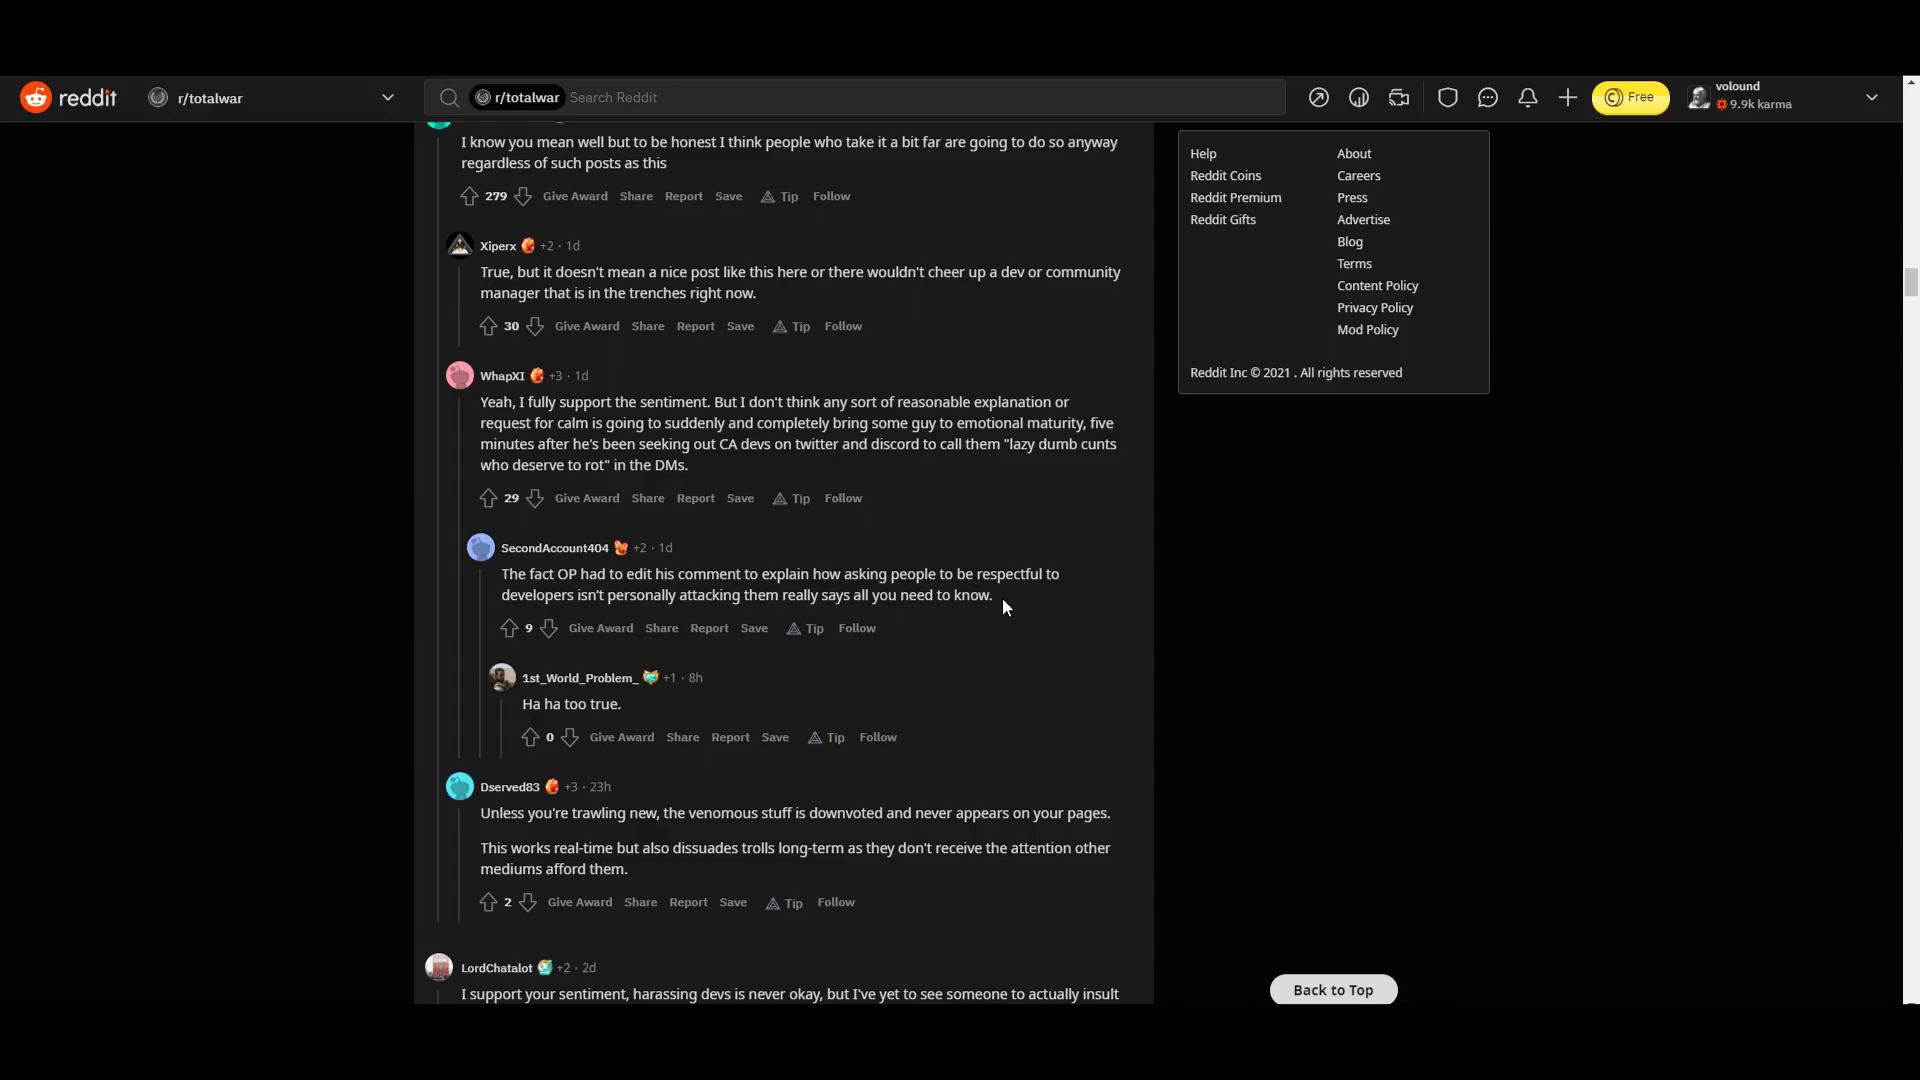 reddit
r/totalwar
r/totalwar Search Reddit
Free
volound
9.9k karma
I know you mean well but to be honest I think people who take it a bit far are going to do so anyway
regardless of such posts as this
279 Give Award Share Report Save Tip Follow
Xiperx +2 · 1d
True, but it doesn't mean a nice post like this here or there wouldn't cheer up a dev or community
manager that is in the trenches right now.
30 Give Award Share Report Save Tip Follow
WhapXI +3 · 1d
Yeah, I fully support the sentiment. But I don't think any sort of reasonable explanation or
request for calm is going to suddenly and completely bring some guy to emotional maturity, five
minutes after he's been seeking out CA devs on twitter and discord to call them "lazy dumb cunts
who deserve to rot" in the DMs.
29 Give Award Share Report Save Tip Follow
SecondAccount404 +2 · 1d
The fact OP had to edit his comment to explain how asking people to be respectful to
developers isn't personally attacking them really says all you need to know.
9 Give Award Share Report Save Tip Follow
1st_World_Problem_ +1 · 8h
Ha ha too true.
0 Give Award Share Report Save Tip Follow
Dserved83 +3 · 23h
Unless you're trawling new, the venomous stuff is downvoted and never appears on your pages.
This works real-time but also dissuades trolls long-term as they don't receive the attention other
mediums afford them.
2 Give Award Share Report Save Tip Follow
LordChatalot +2 · 2d
I support your sentiment, harassing devs is never okay, but I've yet to see someone to actually insult
Help
Reddit Coins
Reddit Premium
Reddit Gifts
About
Careers
Press
Advertise
Blog
Terms
Content Policy
Privacy Policy
Mod Policy
Reddit Inc © 2021 . All rights reserved
Back to Top